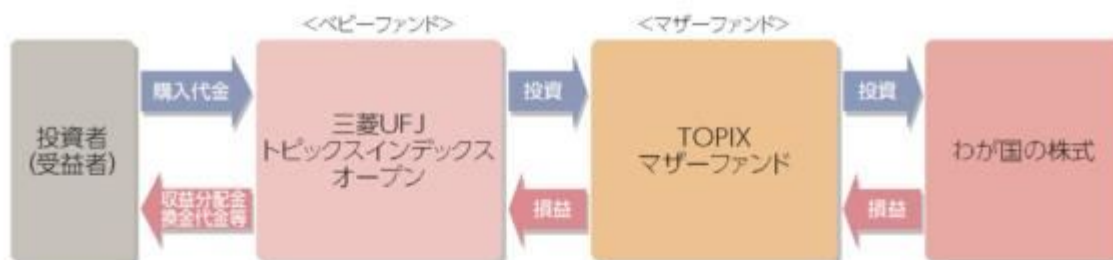 <ベビーファンド>
<マザーファンド>
投資者
(受益者)
購入代金
収益分配金
換金代金等
三菱UFJ
トピックスインデックス
オープン
投資
損益
TOPIX
マザーファンド
投資
損益
わが国の株式